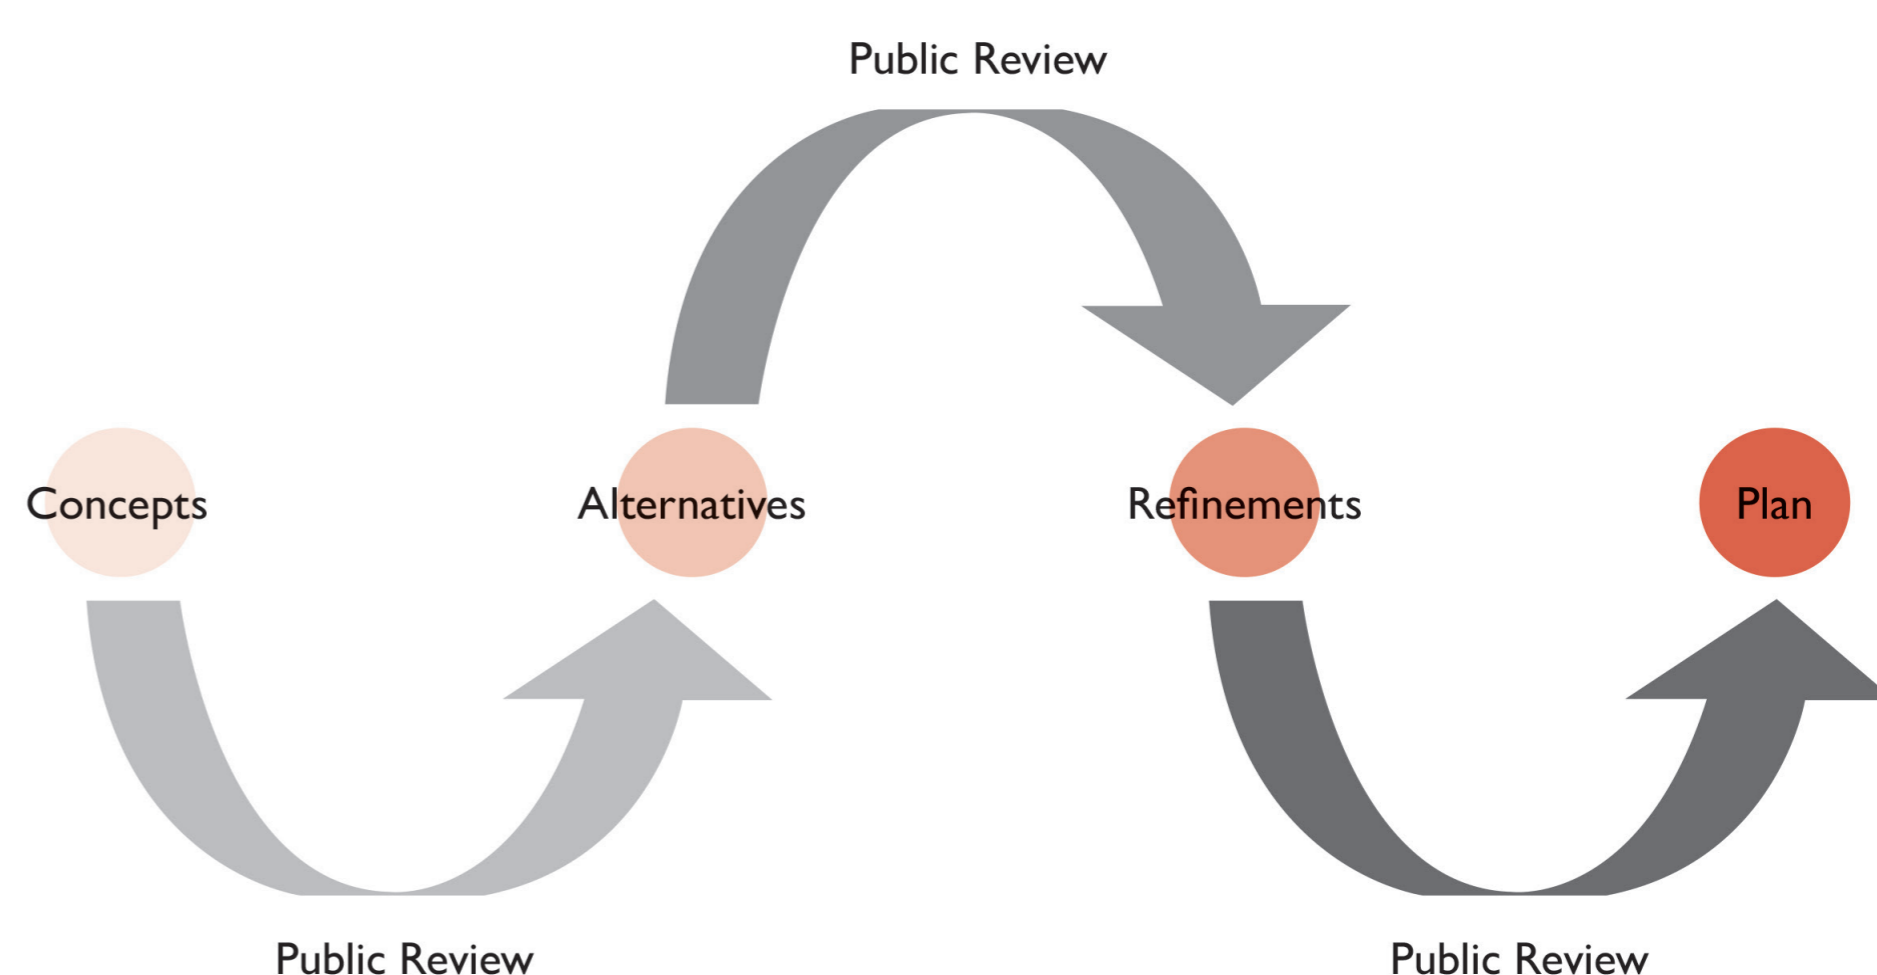 Public Review
Concepts
Alternatives
Refinements
Plan
Public Review
Public Review